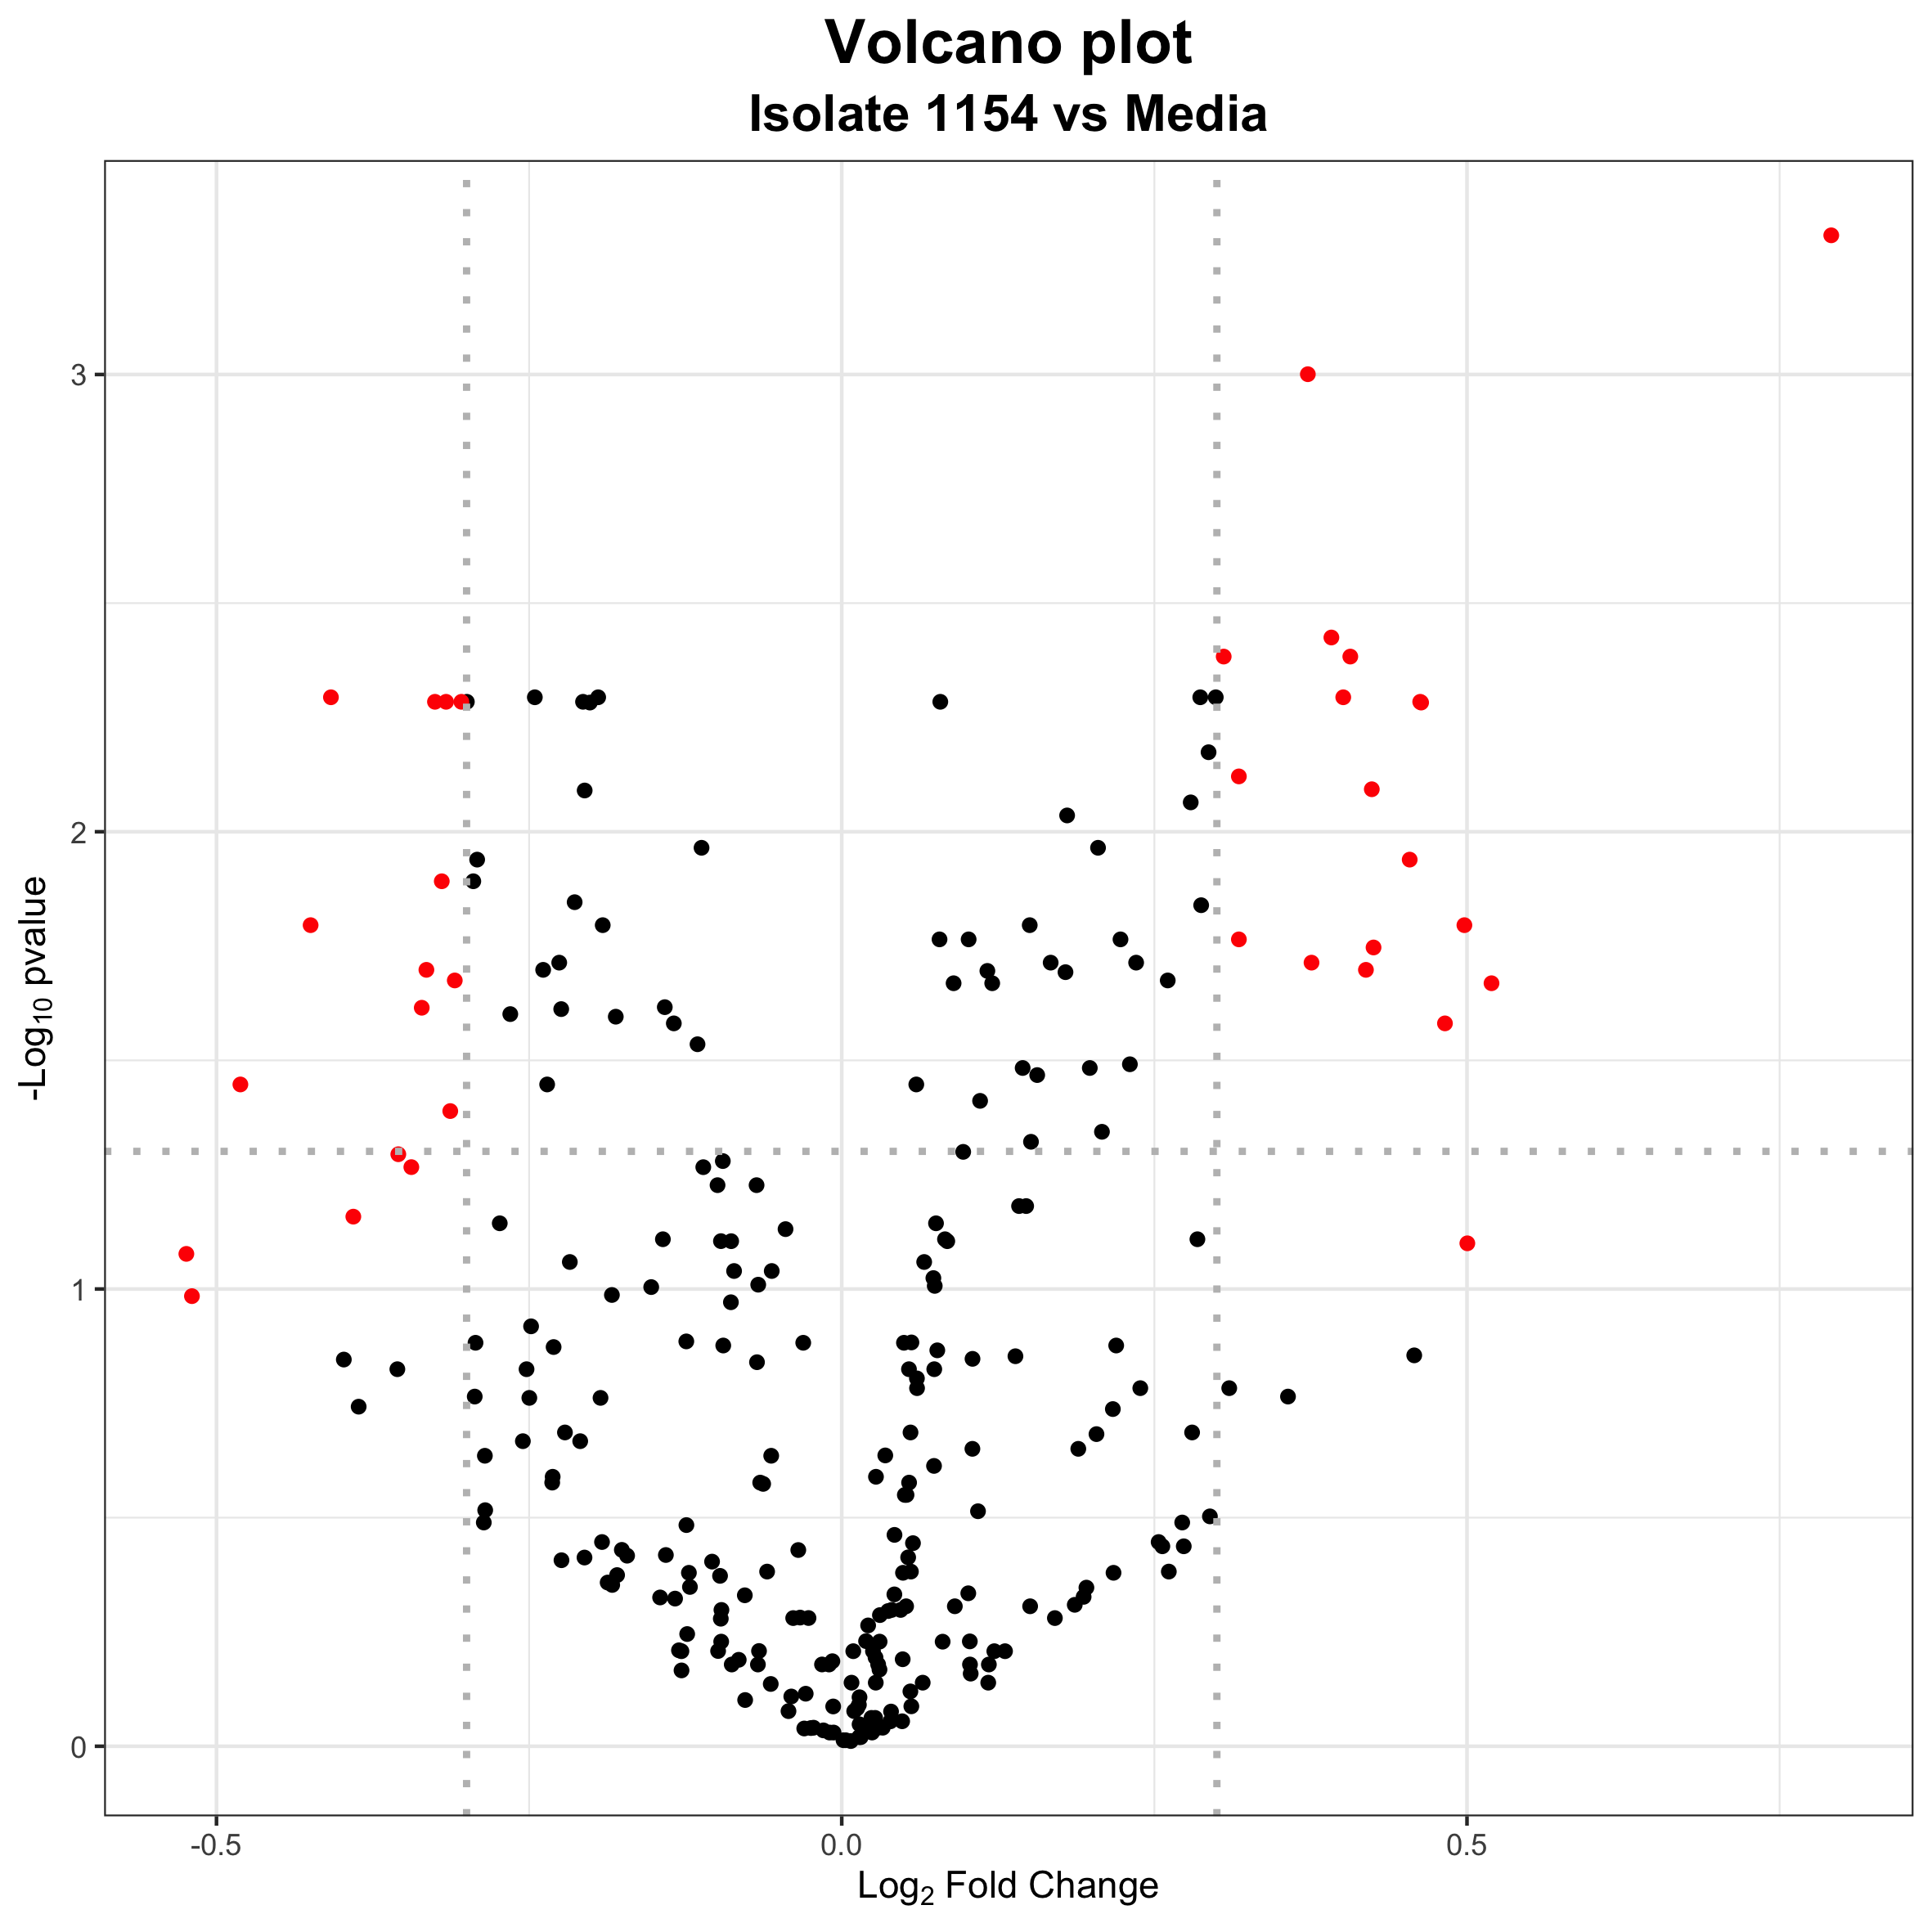 Volcano plot
Isolate 1154 vs Media
3
2
1
0
-Log10 pvalue
-0.5 0.0 0.5
Log2 Fold Change